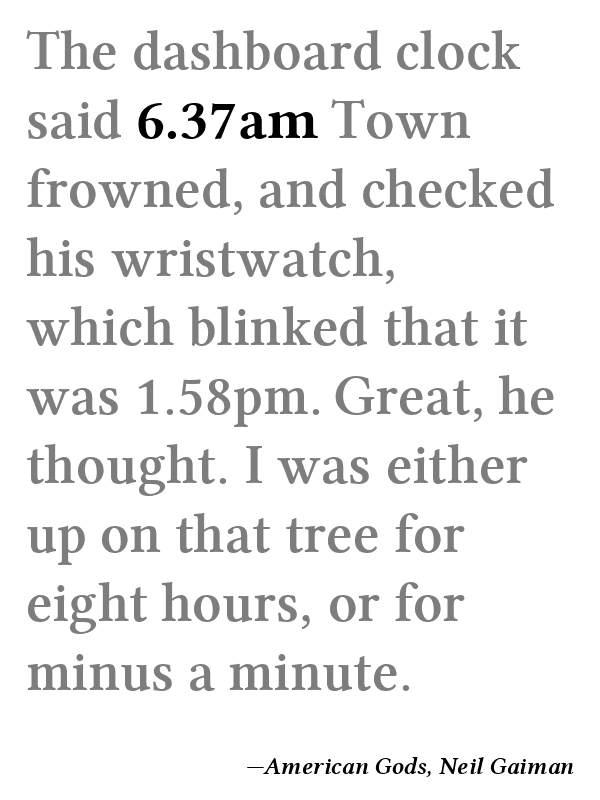 The dashboard clock
said 6.37am Town
frowned, and checked
his wristwatch,
which blinked that it
was 1.58pm. Great, he
thought. I was either
up on that tree for
eight hours, or for
minus a minute.
—American Gods, Neil Gaiman